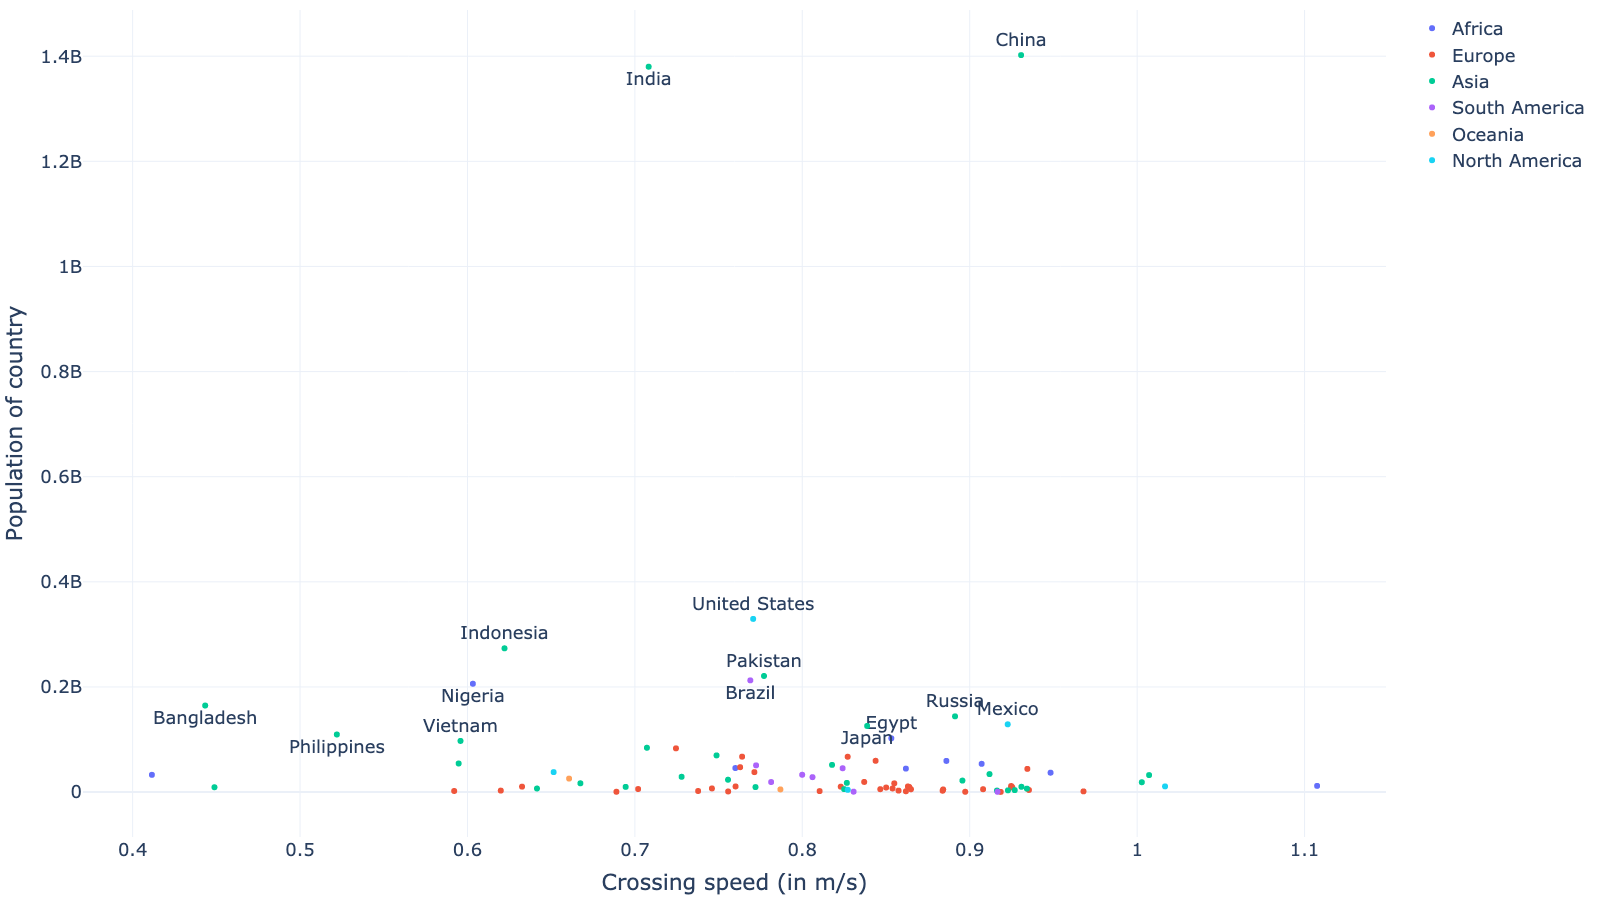 China
India
1.4B
1.2B
1B
0.8B
0.6B
0.4B
0.2B
0
Population of country
United States
Indonesia
Pakistan
Nigeria
Brazil
Russia
Mexico
Bangladesh
Vietnam
Egypt
Japan
Philippines
0.4
0.5
0.6
0.7
0.8
0.9
1
1.1
Crossing speed (in m/s)
Africa
Europe
Asia
South America
Oceania
North America